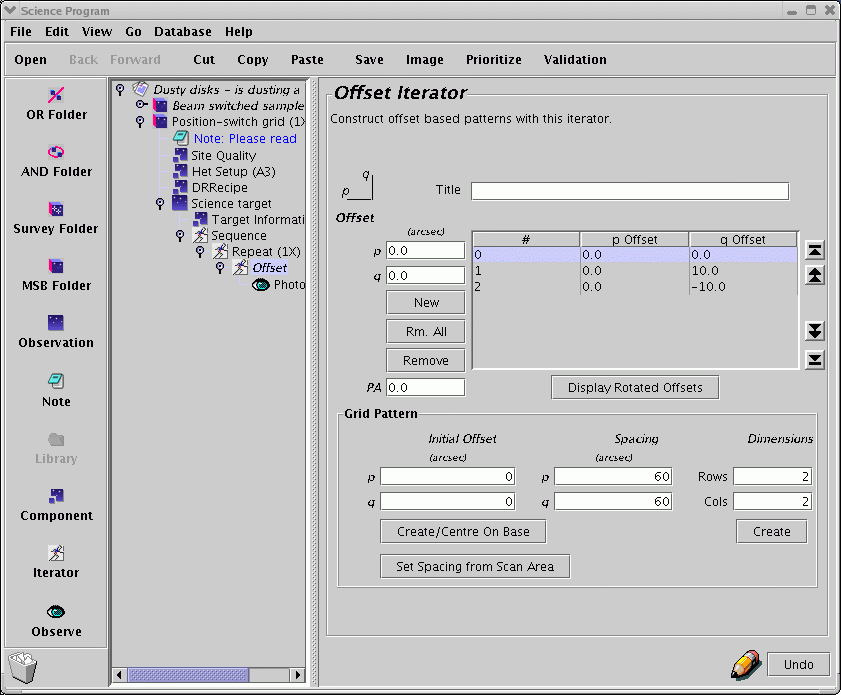 Science Program
File Edit View Go Database Help
Open Back Forward Cut Copy Paste Save Image Prioritize Validation
OR Folder
AND Folder
Survey Folder
MSB Folder
Observation
Note
Library
Component
Iterator
Observe
Dusty disks - is dusting a
Beam switched sample
Position-switch grid (1X)
Note: Please read
Site Quality
Het Setup (A3)
DRRecipe
Science target
Target Informati
Sequence
Repeat (1X)
Offset
Photo
Offset Iterator
Construct offset based patterns with this iterator.
p q
Title
Offset
(arcsec)
p 0.0
q 0.0
New
Rm. All
Remove
PA 0.0
# p Offset q Offset
0 0.0 0.0
1 0.0 10.0
2 0.0 -10.0
Display Rotated Offsets
Grid Pattern
Initial Offset Spacing Dimensions
(arcsec) (arcsec)
p 0 p 60 Rows 2
q 0 q 60 Cols 2
Create/Centre On Base Create
Set Spacing from Scan Area
Undo